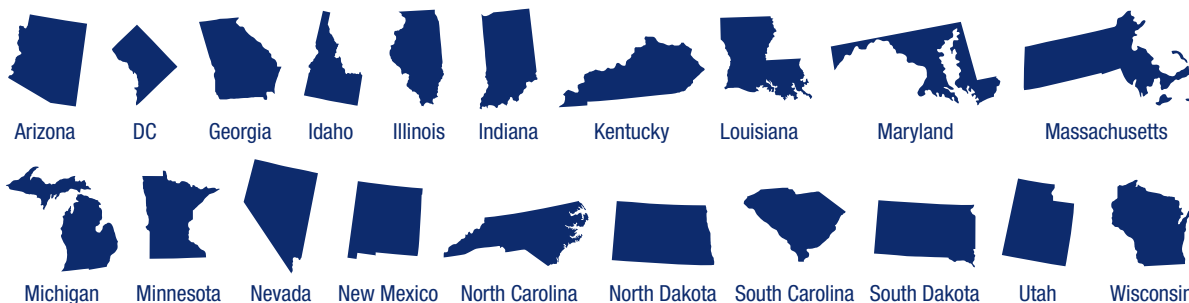 Arizona DC Georgia Idaho Illinois Indiana Kentucky Louisiana Maryland Massachusetts
Michigan Minnesota Nevada New Mexico North Carolina North Dakota South Carolina South Dakota Utah Wisconsin